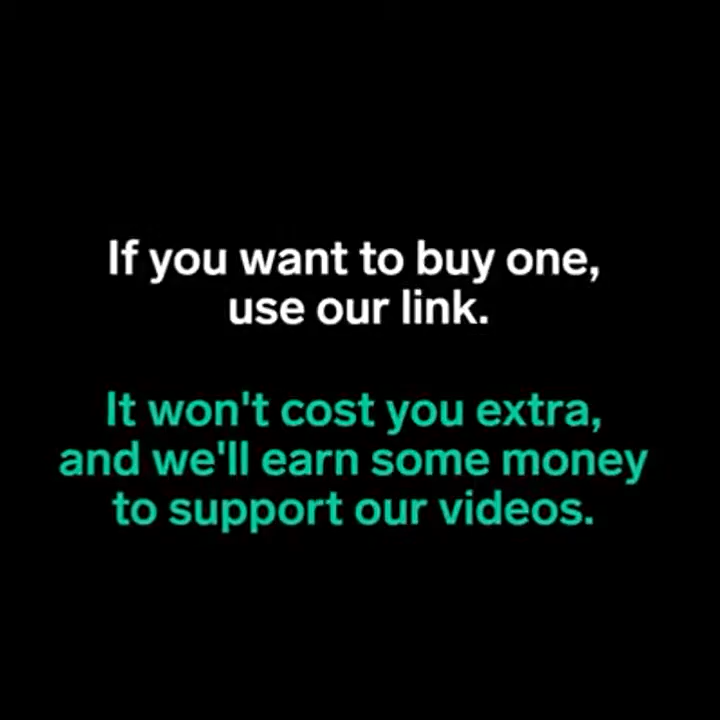 If you want to buy one,
use our link.
It won't cost you extra,
and we'll earn some money
to support our videos.